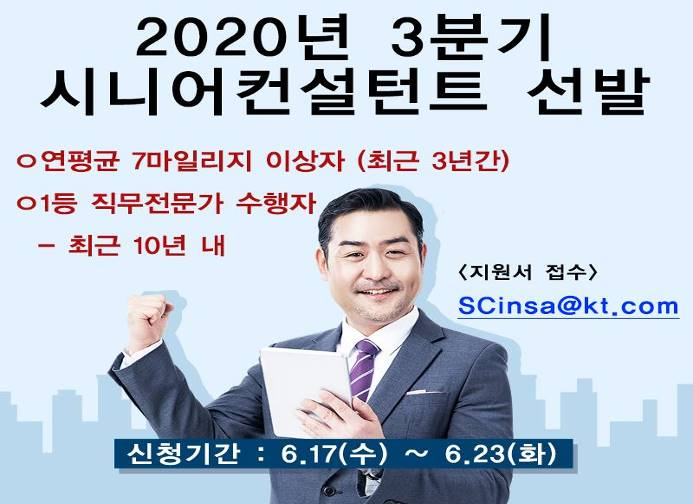 2020년 3분기
시니어컨설턴트 선발
ㅇ연평균 7마일리지 이상자 (최근 3년간)
ㅇ1등 직무전문가 수행자
- 최근 10년 내
<지원서 접수>
SCinsa@kt.com
신청기간 : 6.17(수) ~ 6.23(화)